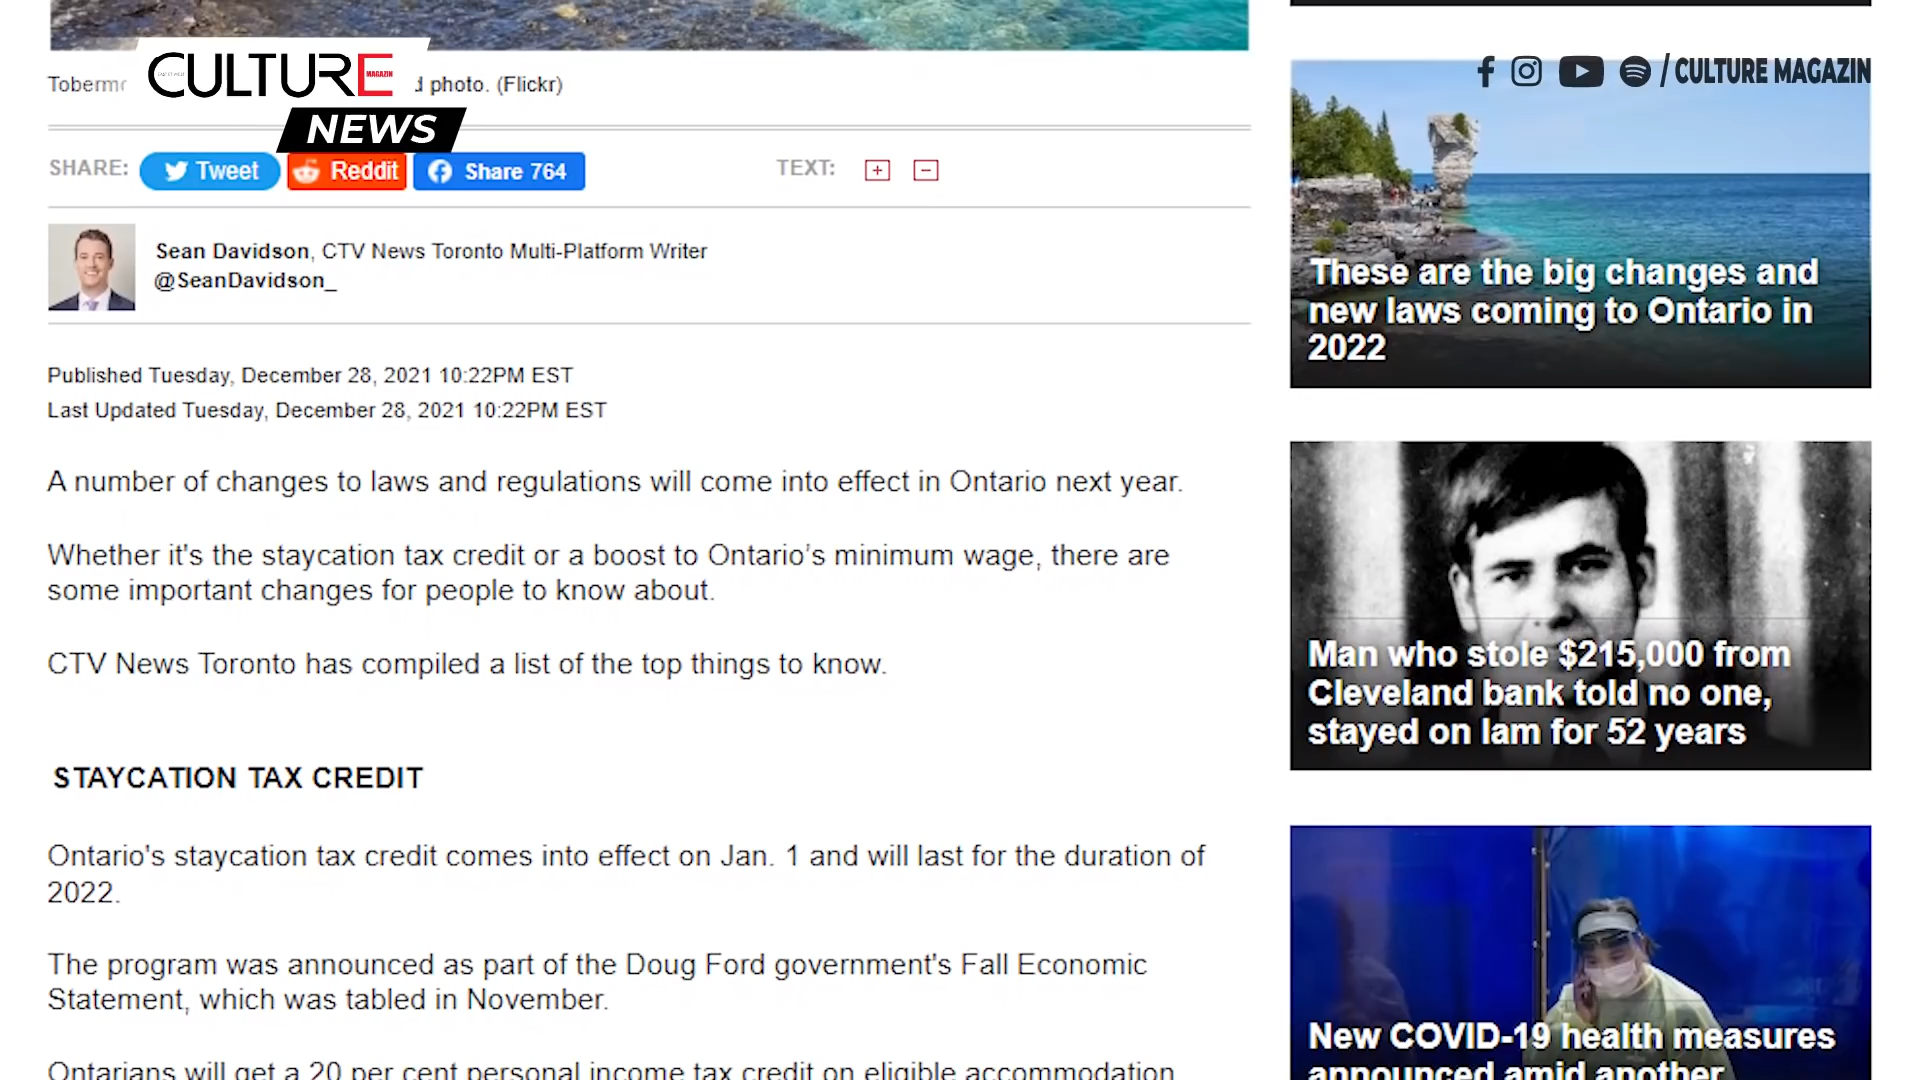 CULTURE
MAGAZIN
NEWS
/ CULTURE MAGAZIN
photo. (Flickr)
SHARE:
Tweet
Reddit
Share 764
TEXT:
+
−
Sean Davidson, CTV News Toronto Multi-Platform Writer
@SeanDavidson_
Published Tuesday, December 28, 2021 10:22PM EST
Last Updated Tuesday, December 28, 2021 10:22PM EST
A number of changes to laws and regulations will come into effect in Ontario next year.
Whether it's the staycation tax credit or a boost to Ontario's minimum wage, there are
some important changes for people to know about.
CTV News Toronto has compiled a list of the top things to know.
STAYCATION TAX CREDIT
Ontario's staycation tax credit comes into effect on Jan. 1 and will last for the duration of
2022.
The program was announced as part of the Doug Ford government's Fall Economic
Statement, which was tabled in November.
Ontarians will get a 20 per cent personal income tax credit on eligible accommodation
These are the big changes and
new laws coming to Ontario in
2022
Man who stole $215,000 from
Cleveland bank told no one,
stayed on lam for 52 years
New COVID-19 health measures
announced amid another